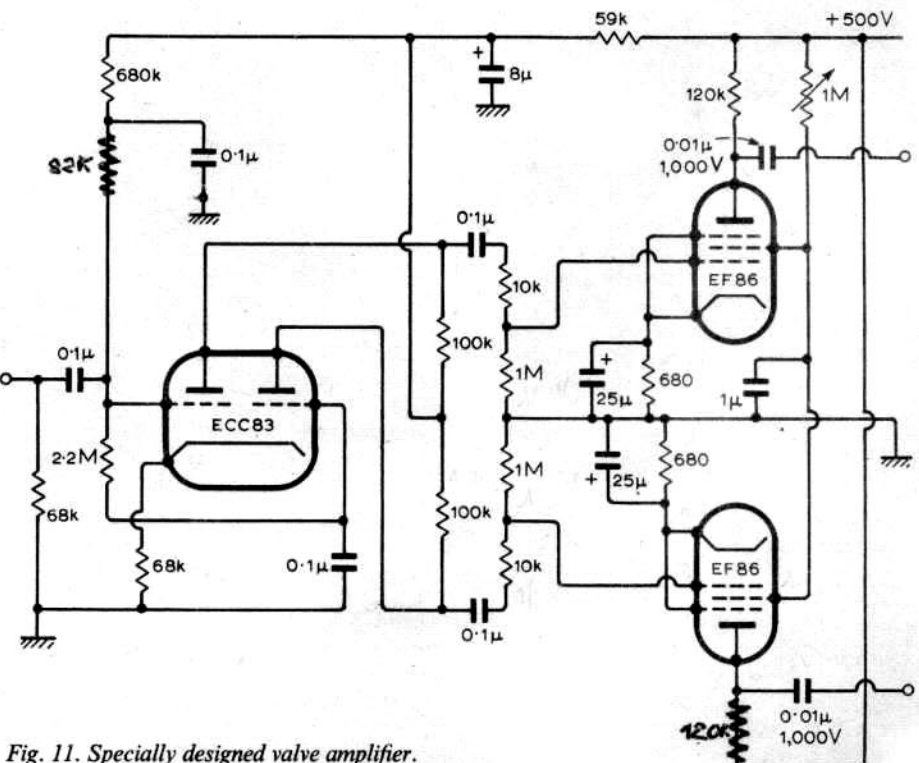 59k
+500V
680k
+
8μ
120k
1M
0·1μ
0·01μ
1,000V
0·1μ
10k
EF86
0·1μ
100k
1M
+
25μ
680
1μ
ECC83
2·2M
1M
25μ
+
680
68k
100k
68k
0·1μ
10k
EF86
0·1μ
120k
0·01μ
1,000V
Fig. 11. Specially designed valve amplifier.